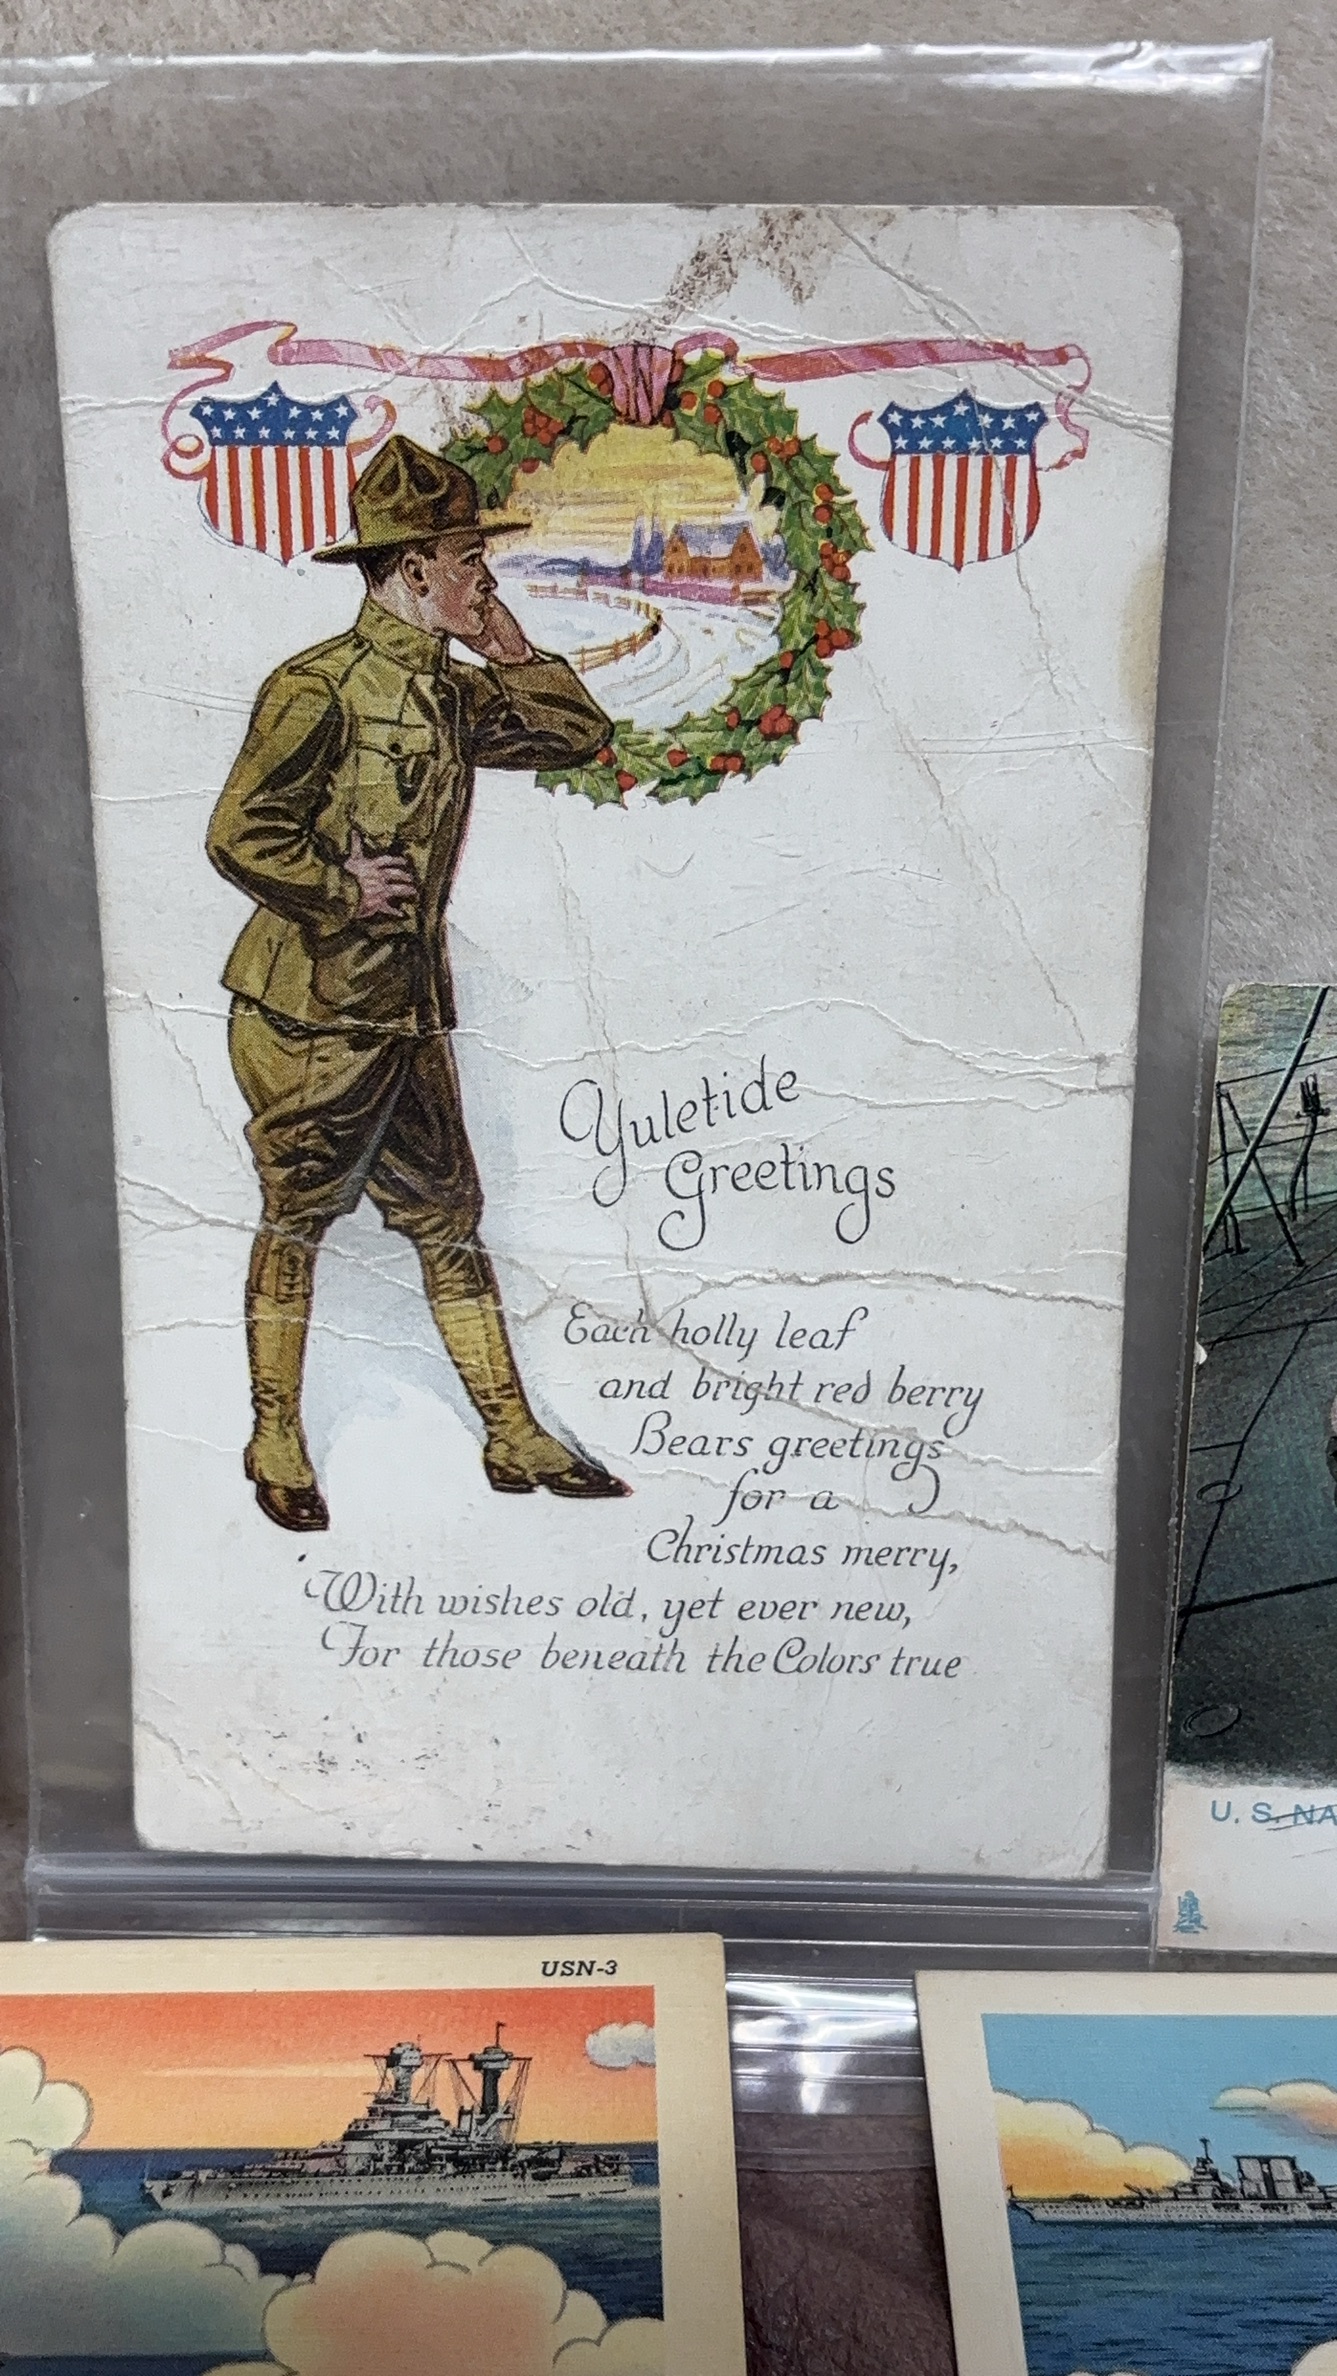 Yuletide
Greetings
Each holly leaf
and bright red berry
Bears greetings
for a
Christmas merry,
With wishes old, yet ever new,
For those beneath the Colors true
U. S. NA
USN-3